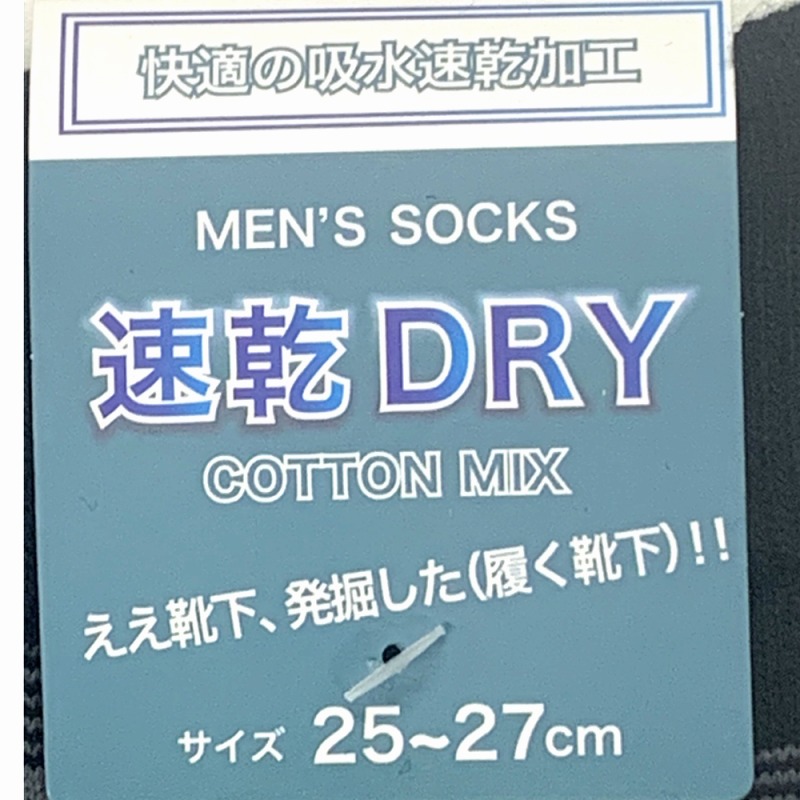 快適の吸水速乾加工
MEN'S SOCKS
速乾DRY
COTTON MIX
ええ靴下、発掘した(履く靴下)!!
サイズ 25~27cm